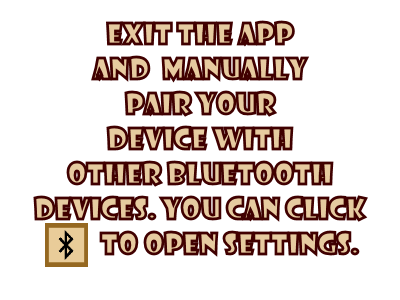 EXIT THE APP
AND MANUALLY
PAIR YOUR
DEVICE WITH
OTHER BLUETOOTH
DEVICES. YOU CAN CLICK
TO OPEN SETTINGS.